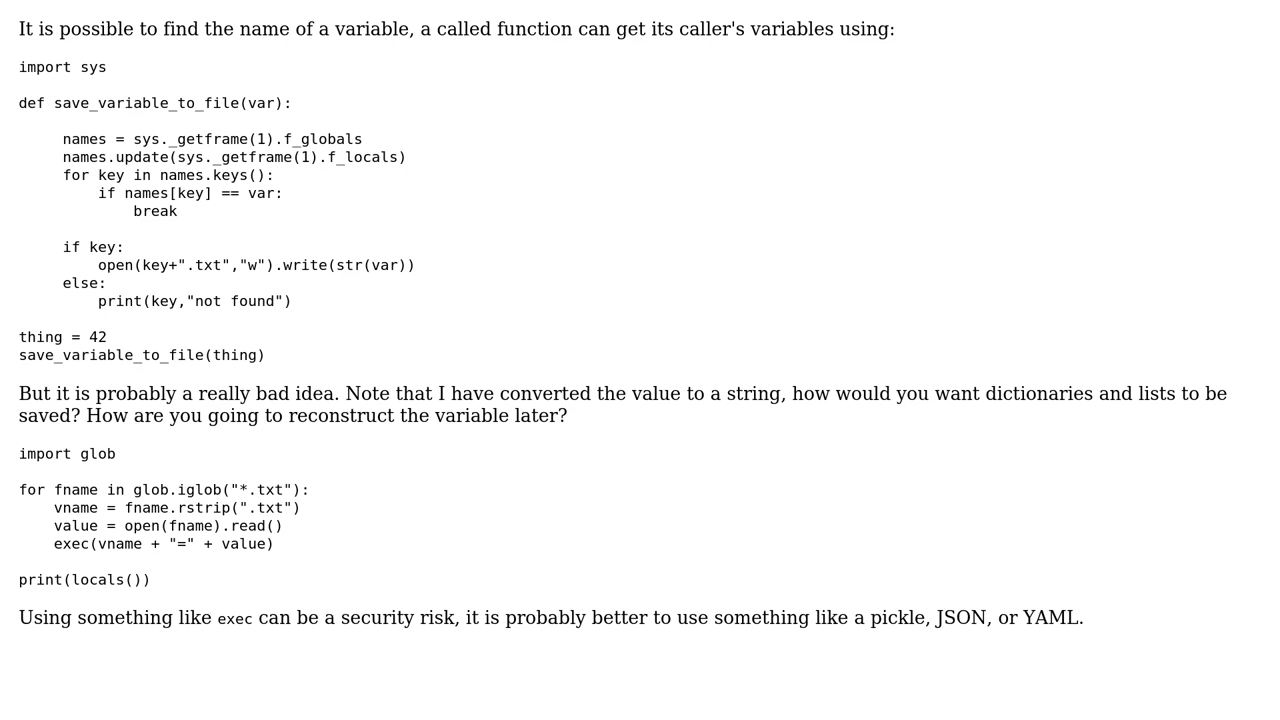 It is possible to find the name of a variable, a called function can get its caller's variables using:
import sys
def save_variable_to_file(var):
     names = sys._getframe(1).f_globals
     names.update(sys._getframe(1).f_locals)
     for key in names.keys():
         if names[key] == var:
             break
     if key:
         open(key+".txt","w").write(str(var))
     else:
         print(key,"not found")
thing = 42
save_variable_to_file(thing)
But it is probably a really bad idea. Note that I have converted the value to a string, how would you want dictionaries and lists to be
saved? How are you going to reconstruct the variable later?
import glob
for fname in glob.iglob("*.txt"):
    vname = fname.rstrip(".txt")
    value = open(fname).read()
    exec(vname + "=" + value)
print(locals())
Using something like exec can be a security risk, it is probably better to use something like a pickle, JSON, or YAML.